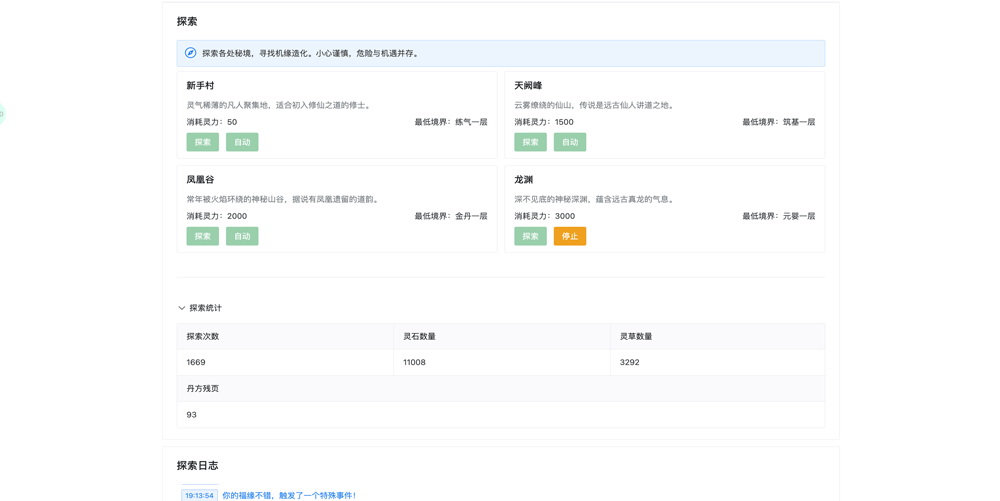 探索
探索各处秘境，寻找机缘造化。小心谨慎，危险与机遇并存。
新手村
灵气稀薄的凡人聚集地，适合初入修仙之道的修士。
消耗灵力：50 最低境界：练气一层
探索 自动
天阙峰
云雾缭绕的仙山，传说是远古仙人讲道之地。
消耗灵力：1500 最低境界：筑基一层
探索 自动
凤凰谷
常年被火焰环绕的神秘山谷，据说有凤凰遗留的道韵。
消耗灵力：2000 最低境界：金丹一层
探索 自动
龙渊
深不见底的神秘深渊，蕴含远古真龙的气息。
消耗灵力：3000 最低境界：元婴一层
探索 停止
探索统计
探索次数 灵石数量 灵草数量
1669 11008 3292
丹方残页
93
探索日志
19:13:54 你的福缘不错，触发了一个特殊事件！